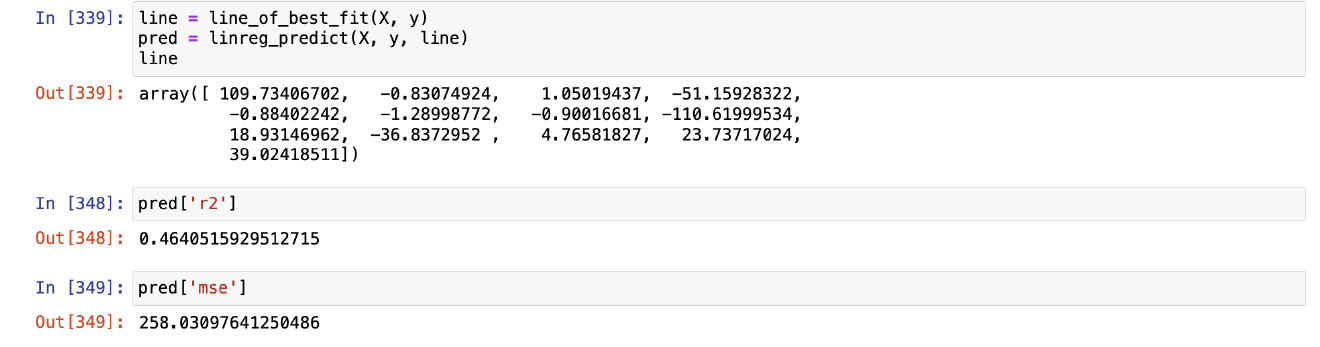 In [339]: line = line_of_best_fit(X, y)
pred = linreg_predict(X, y, line)
line
Out[339]: array([ 109.73406702,   -0.83074924,    1.05019437,  -51.15928322,
-0.88402242,   -1.28998772,   -0.90016681, -110.61999534,
18.93146962,  -36.8372952 ,    4.76581827,   23.73717024,
39.02418511])
In [348]: pred['r2']
Out[348]: 0.4640515929512715
In [349]: pred['mse']
Out[349]: 258.03097641250486